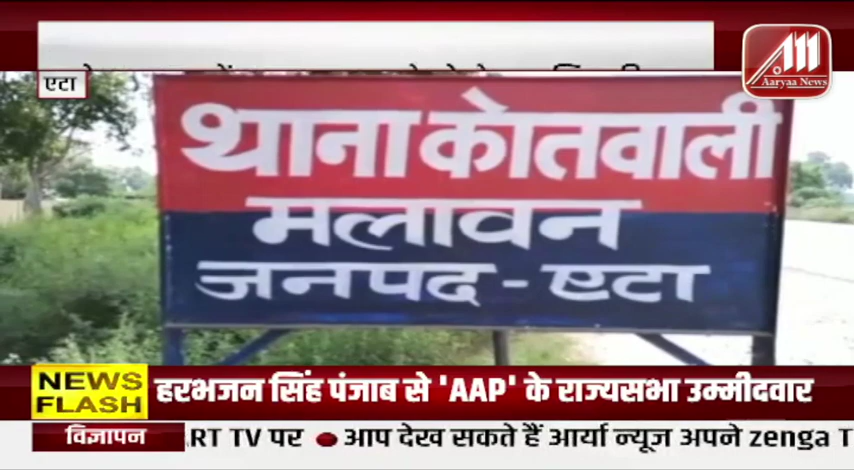 एटा
Aaryaa News
थाना कोतवाली
मलावन
जनपद - एटा
NEWS
FLASH
हरभजन सिंह पंजाब से 'AAP' के राज्यसभा उम्मीदवार
विज्ञापन
ART TV पर ● आप देख सकते हैं आर्या न्यूज अपने zenga T